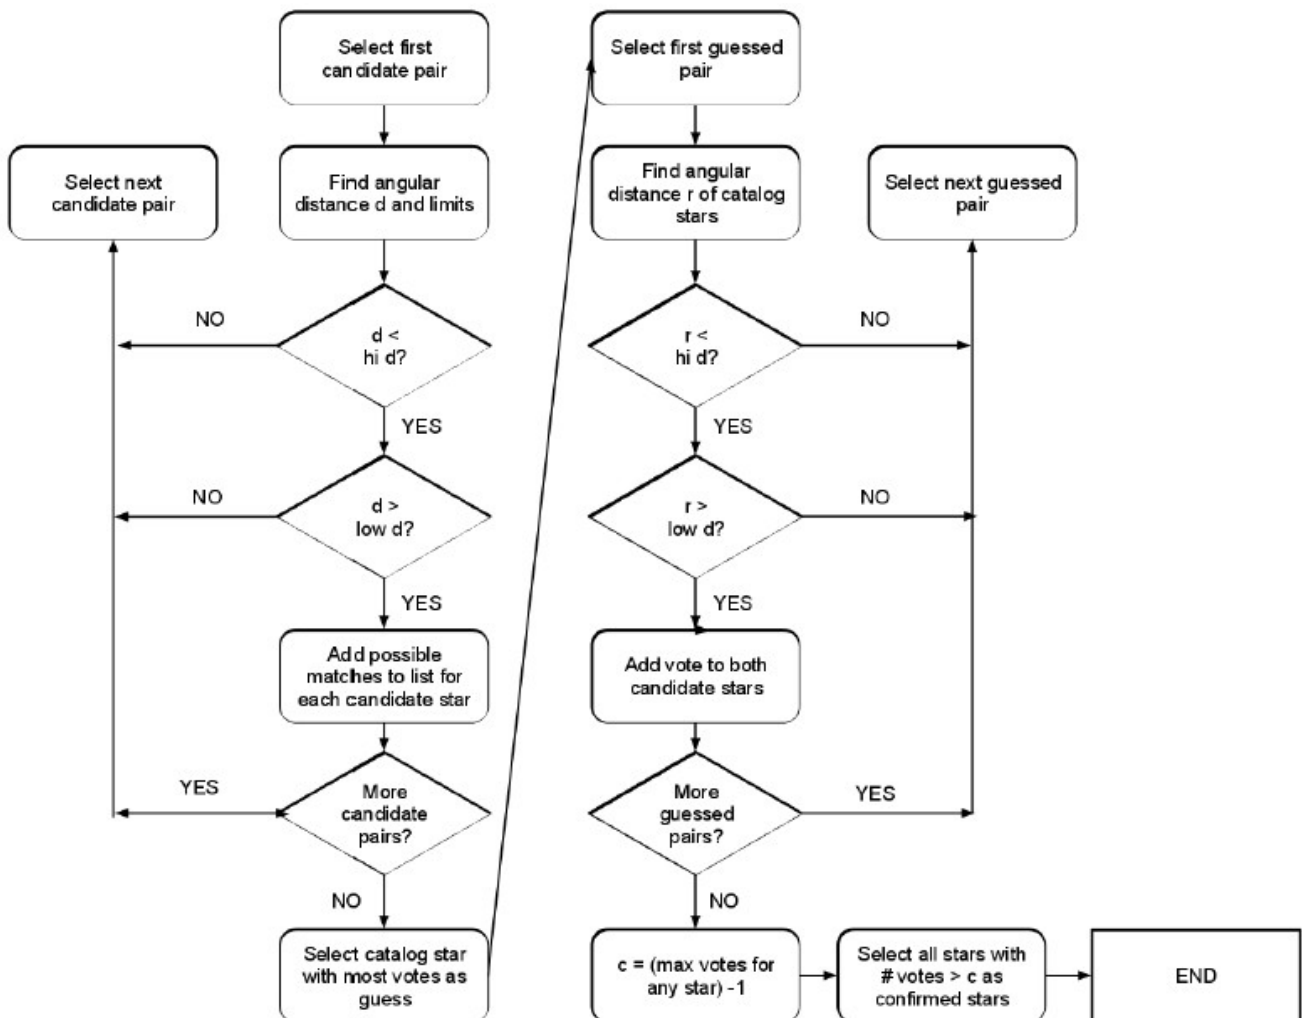 Select first
candidate pair
Select first guessed
pair
Select next
candidate pair
Find angular
distance d and limits
Find angular
distance r of catalog
stars
Select next guessed
pair
NO
d <
hi d?
r <
hi d?
NO
YES
YES
NO
d >
low d?
r >
low d?
NO
YES
YES
Add possible
matches to list for
each candidate star
Add vote to both
candidate stars
YES
More
candidate
pairs?
More
guessed
pairs?
YES
NO
NO
Select catalog star
with most votes as
guess
c = (max votes for
any star) -1
Select all stars with
# votes > c as
confirmed stars
END